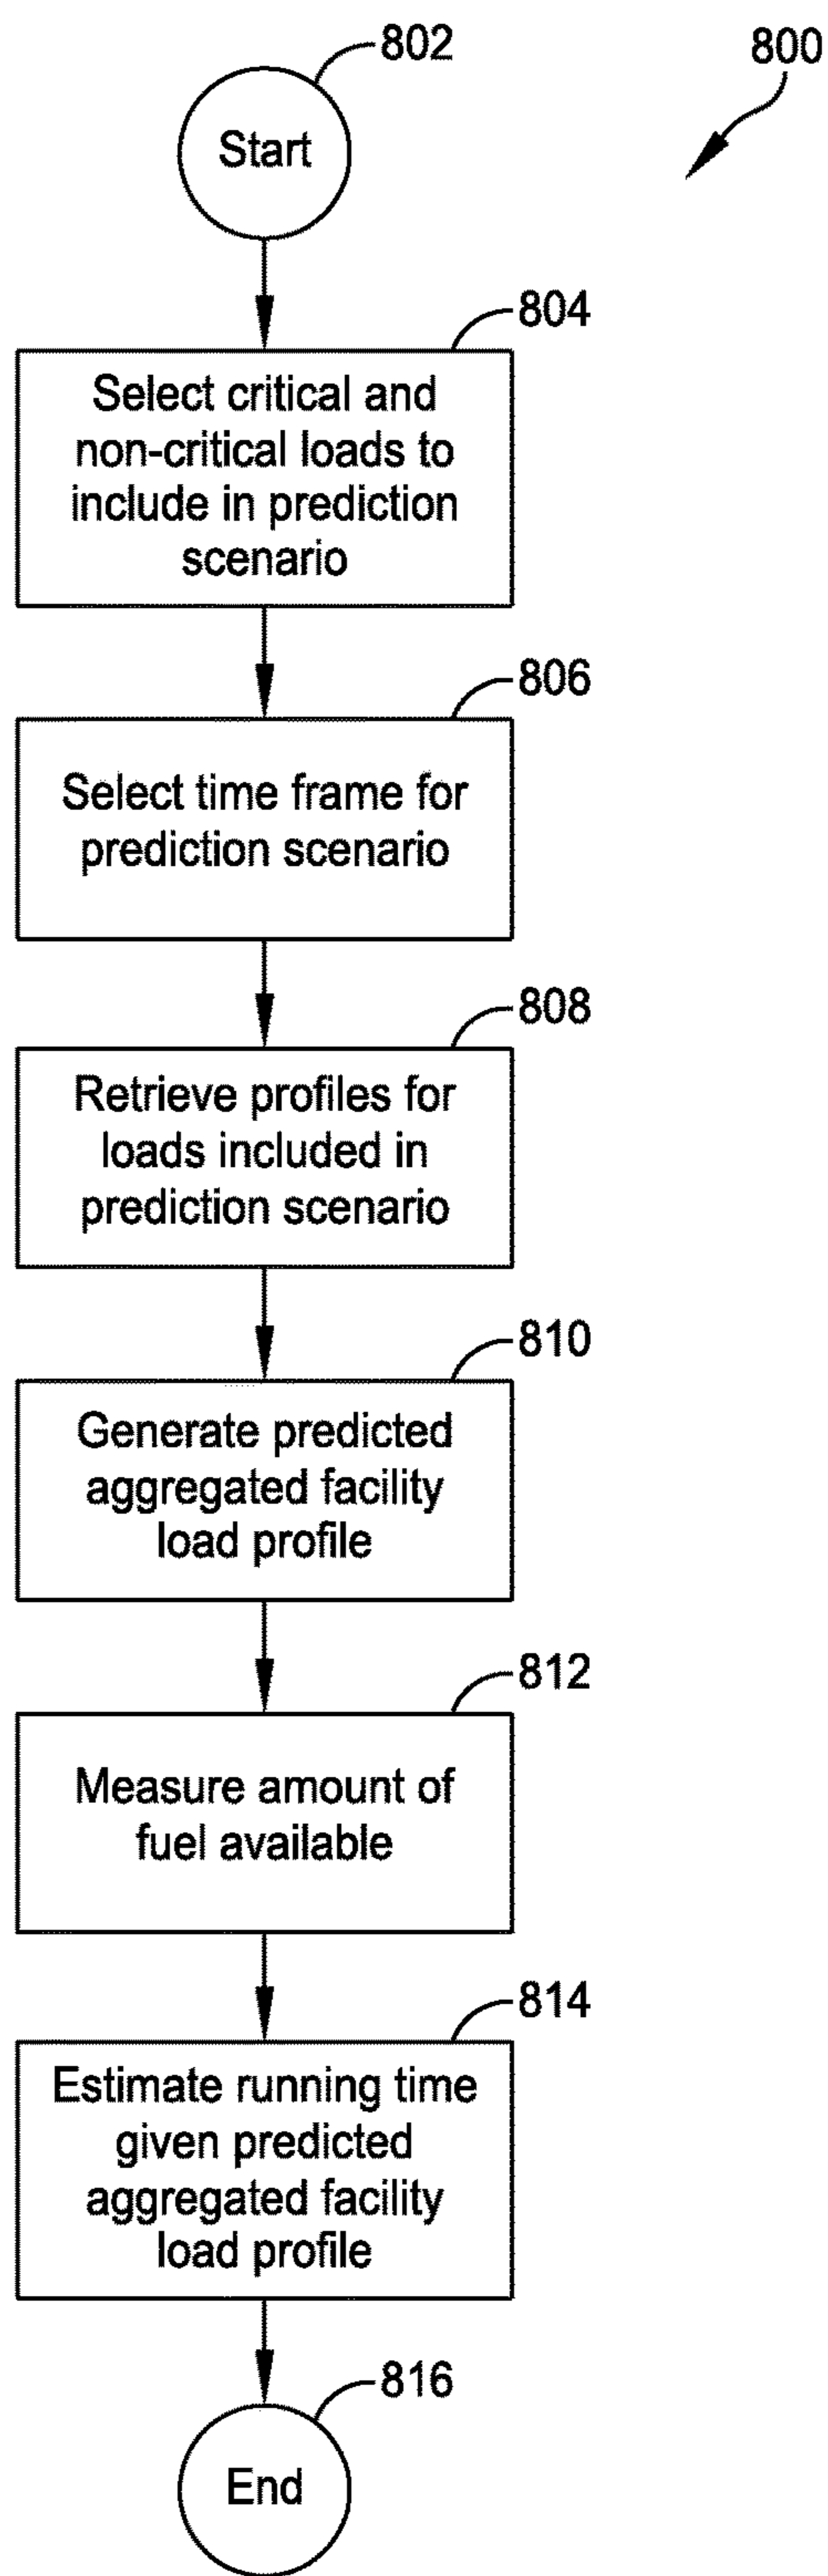 802
800
Start
804
Select critical and
non-critical loads to
include in prediction
scenario
806
Select time frame for
prediction scenario
808
Retrieve profiles for
loads included in
prediction scenario
810
Generate predicted
aggregated facility
load profile
812
Measure amount of
fuel available
814
Estimate running time
given predicted
aggregated facility
load profile
816
End